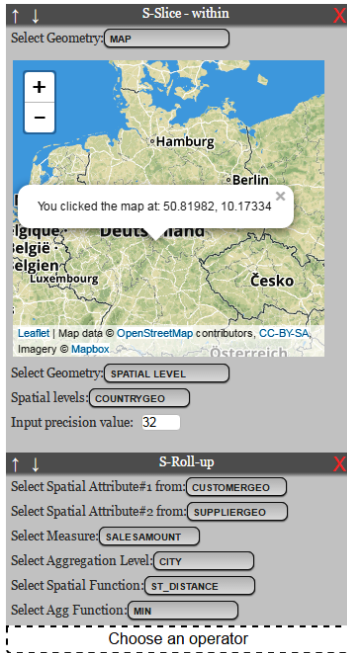 ↑ ↓ S-Slice - within X
Select Geometry: MAP
+
−
Hamburg
Berlin
You clicked the map at: 50.81982, 10.17334 ×
Deutschland
België
Belgien
Luxembourg
Česko
Leaflet | Map data © OpenStreetMap contributors, CC-BY-SA,
Imagery © Mapbox
Österreich
Select Geometry: SPATIAL LEVEL
Spatial levels: COUNTRYGEO
Input precision value: 32
↑ ↓ S-Roll-up X
Select Spatial Attribute#1 from: CUSTOMERGEO
Select Spatial Attribute#2 from: SUPPLIERGEO
Select Measure: SALESAMOUNT
Select Aggregation Level: CITY
Select Spatial Function: ST_DISTANCE
Select Agg Function: MIN
Choose an operator